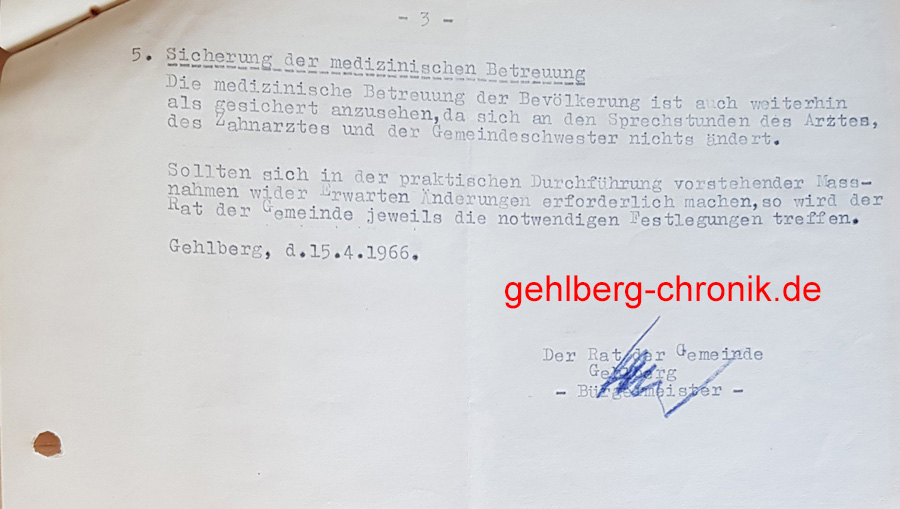 - 3 -
5. Sicherung der medizinischen Betreuung
Die medizinische Betreuung der Bevölkerung ist auch weiterhin
als gesichert anzusehen, da sich an den Sprechstunden des Arztes,
des Zahnarztes und der Gemeindeschwester nichts ändert.
Sollten sich in der praktischen Durchführung vorstehender Mass-
nahmen wider Erwarten Änderungen erforderlich machen, so wird der
Rat der Gemeinde jeweils die notwendigen Festlegungen treffen.
Gehlberg, d.15.4.1966.
gehlberg-chronik.de
Der Rat der Gemeinde
Gehlberg
- Bürgermeister -